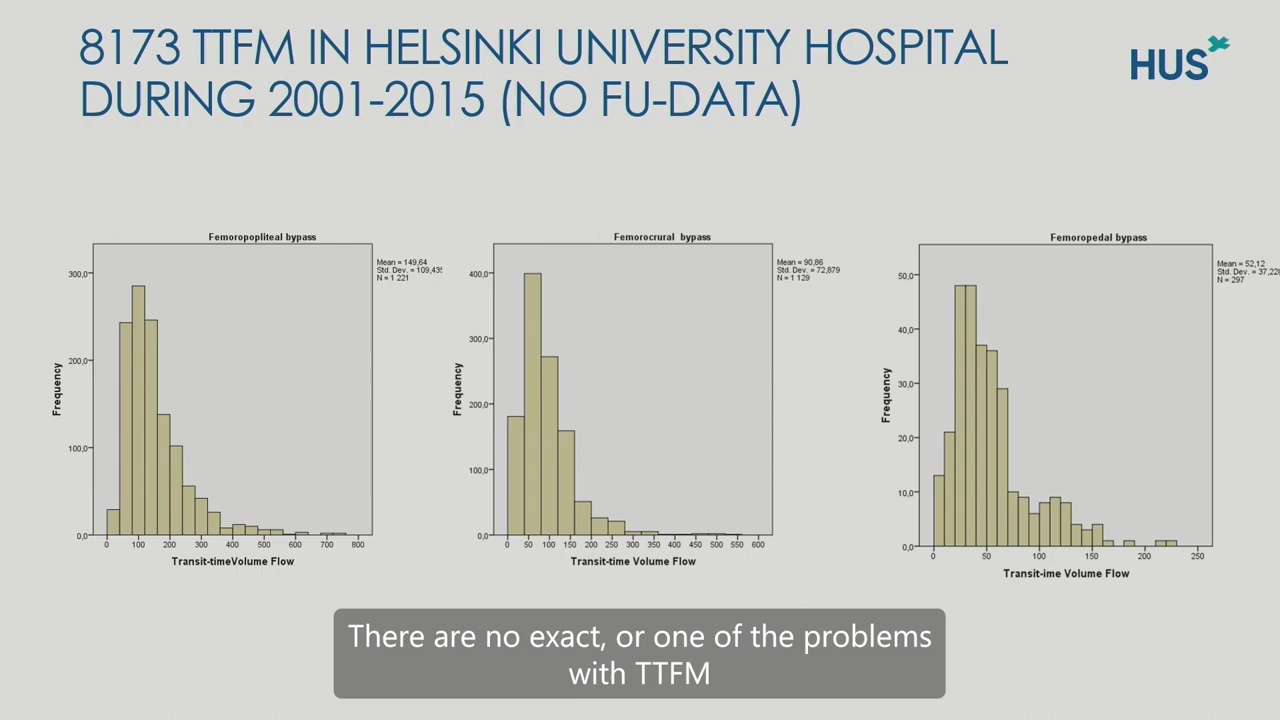 8173 TTFM IN HELSINKI UNIVERSITY HOSPITAL
DURING 2001-2015 (NO FU-DATA)
HUS
Femoropopliteal bypass
Mean = 149,64
Std. Dev. = 109,435
N = 1 221
Frequency
300,0
200,0
100,0
0,0
0 100 200 300 400 500 600 700 800
Transit-timeVolume Flow
Femorocrural bypass
Mean = 90,86
Std. Dev. = 72,879
N = 1 129
Frequency
400,0
300,0
200,0
100,0
0,0
0 50 100 150 200 250 300 350 400 450 500 550 600
Transit-time Volume Flow
Femoropedal bypass
Mean = 52,12
Std. Dev. = 37,228
N = 297
Frequency
50,0
40,0
30,0
20,0
10,0
0,0
0 50 100 150 200 250
Transit-ime Volume Flow
There are no exact, or one of the problems
with TTFM